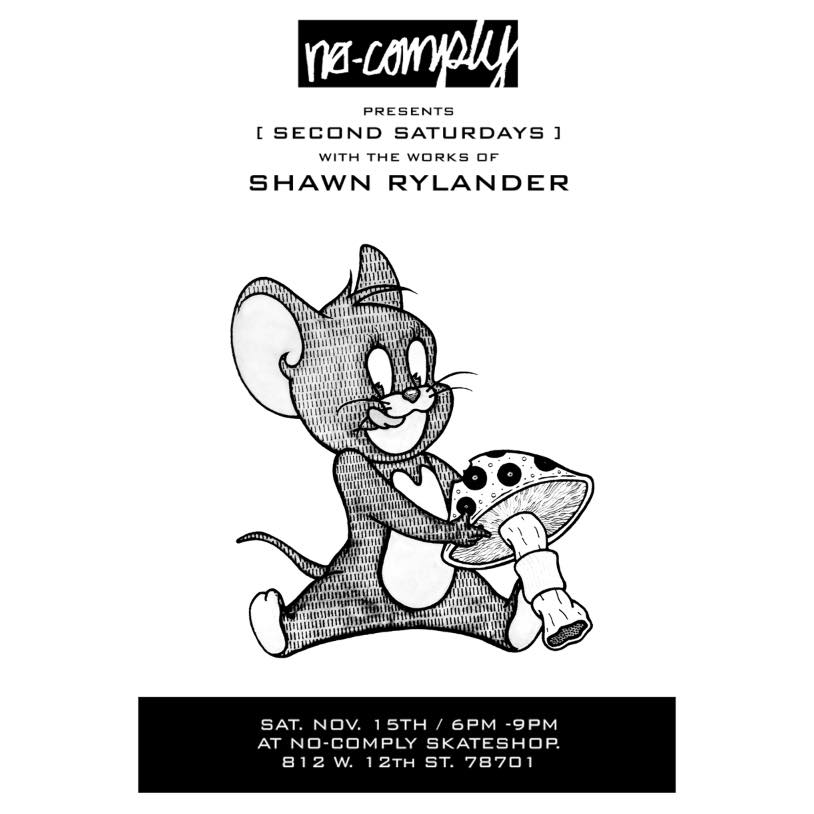 no-comply
PRESENTS
[ SECOND SATURDAYS ]
WITH THE WORKS OF
SHAWN RYLANDER
SAT. NOV. 15TH / 6PM -9PM
AT NO-COMPLY SKATESHOP.
812 W. 12TH ST. 78701